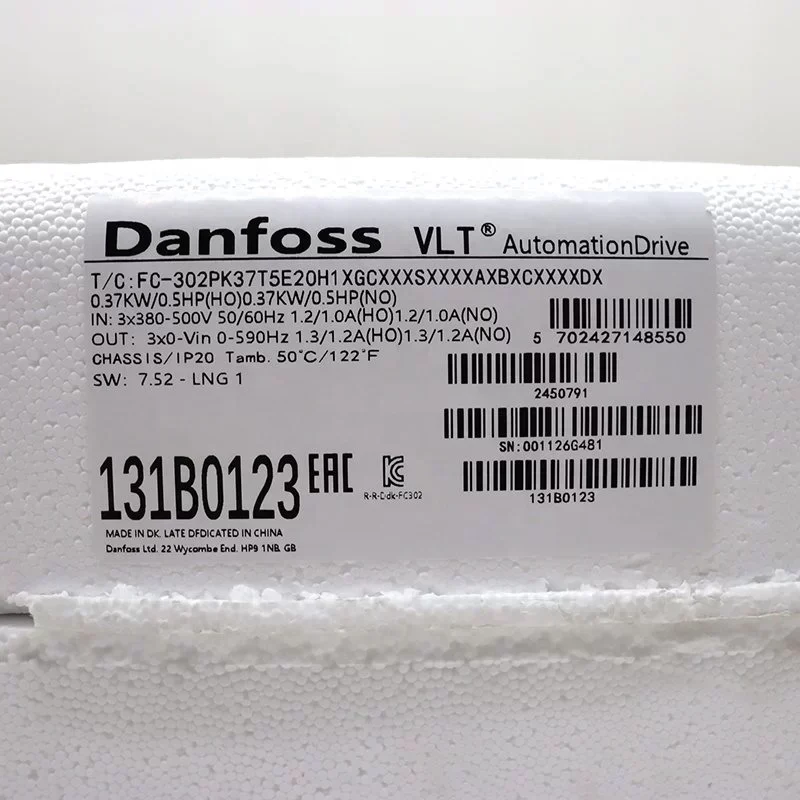 Danfoss VLT® AutomationDrive
T/C:FC-302PK37T5E20H1XGCXXXSXXXXAXBXCXXXXDX
0.37KW/0.5HP(HO)0.37KW/0.5HP(NO)
IN: 3x380-500V 50/60Hz 1.2/1.0A(HO)1.2/1.0A(NO)
OUT: 3x0-Vin 0-590Hz 1.3/1.2A(HO)1.3/1.2A(NO)
5 702427148550
CHASSIS/IP20 Tamb. 50°C/122°F
SW: 7.52 - LNG 1
2450791
SN:001126G481
131B0123
131B0123 EAC
R-R-Ddk-FC302
MADE IN DK. LATE DFDICATED IN CHINA
Danfoss Ltd. 22 Wycombe End. HP9 1NB. GB